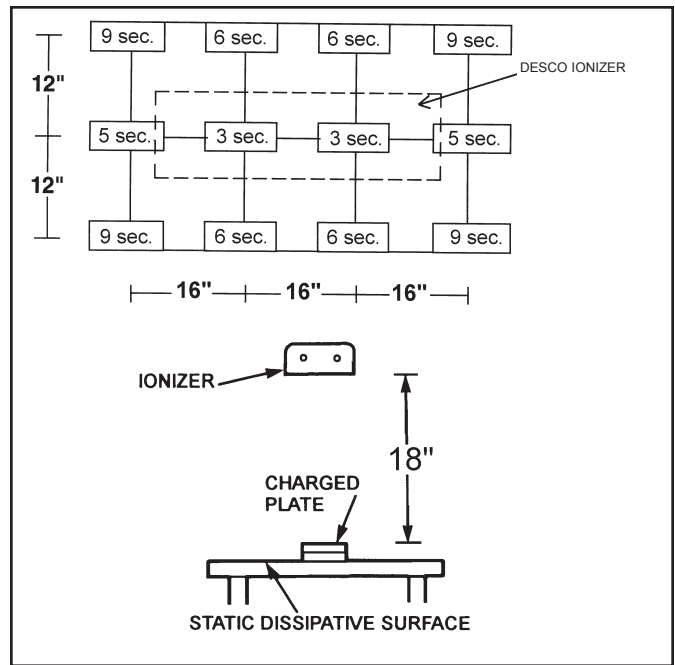 9 sec. 6 sec. 6 sec. 9 sec.
DESCO IONIZER
12"
5 sec. 3 sec. 3 sec. 5 sec.
12"
9 sec. 6 sec. 6 sec. 9 sec.
16" 16" 16"
IONIZER
18"
CHARGED
PLATE
STATIC DISSIPATIVE SURFACE